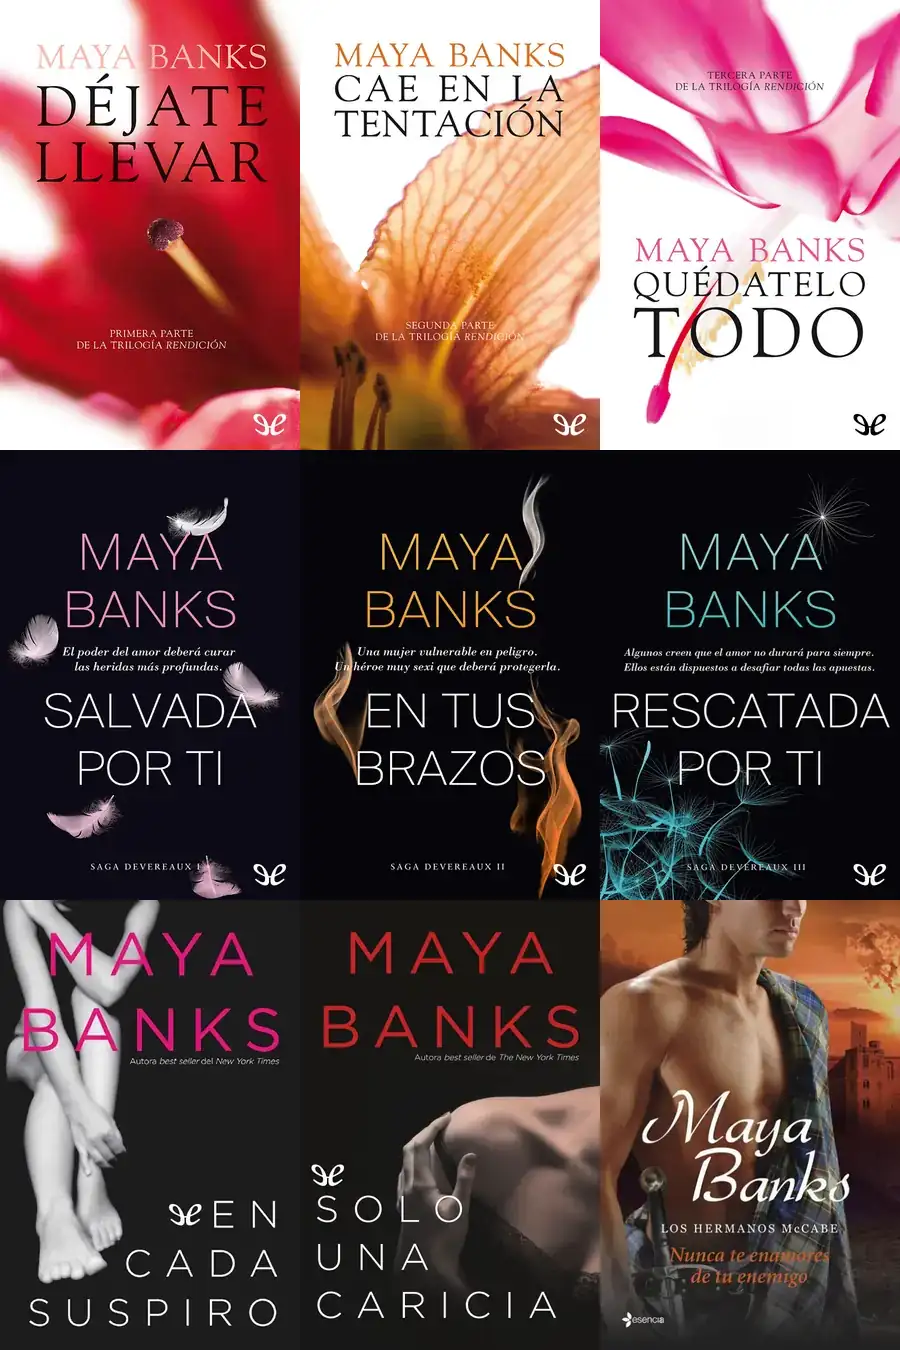 MAYA BANKS
DÉJATE
LLEVAR
PRIMERA PARTE
DE LA TRILOGÍA RENDICIÓN
MAYA BANKS
CAE EN LA
TENTACIÓN
SEGUNDA PARTE
DE LA TRILOGÍA RENDICIÓN
TERCERA PARTE
DE LA TRILOGÍA RENDICIÓN
MAYA BANKS
QUÉDATELO
TODO
MAYA
BANKS
El poder del amor deberá curar
las heridas más profundas.
SALVADA
POR TI
SAGA DEVEREAUX I
MAYA
BANKS
Una mujer vulnerable en peligro.
Un héroe muy sexi que deberá protegerla.
EN TUS
BRAZOS
SAGA DEVEREAUX II
MAYA
BANKS
Algunos creen que el amor no durará para siempre.
Ellos están dispuestos a desafiar todas las apuestas.
RESCATADA
POR TI
SAGA DEVEREAUX III
MAYA
BANKS
Autora best seller del New York Times
EN
CADA
SUSPIRO
MAYA
BANKS
Autora best seller de The New York Times
SOLO
UNA
CARICIA
Maya
Banks
LOS HERMANOS McCABE
Nunca te enamores
de tu enemigo
esencia